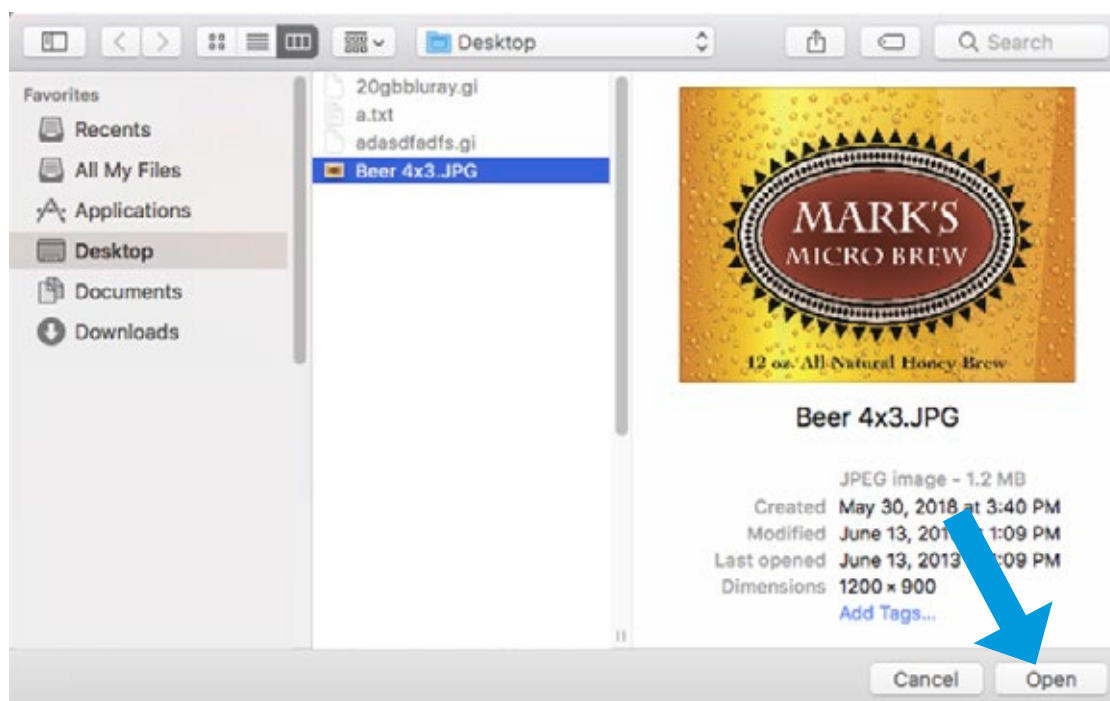 Desktop
Search
Favorites
Recents
All My Files
Applications
Desktop
Documents
Downloads
20gbbluray.gi
a.txt
adasdfadfs.gi
Beer 4x3.JPG
MARK'S
MICRO BREW
12 oz. All-Natural Honey Brew
Beer 4x3.JPG
JPEG image - 1.2 MB
Created May 30, 2018 at 3:40 PM
Modified June 13, 1:09 PM
Last opened June 13, 2013 :09 PM
Dimensions 1200 × 900
Add Tags...
Cancel Open